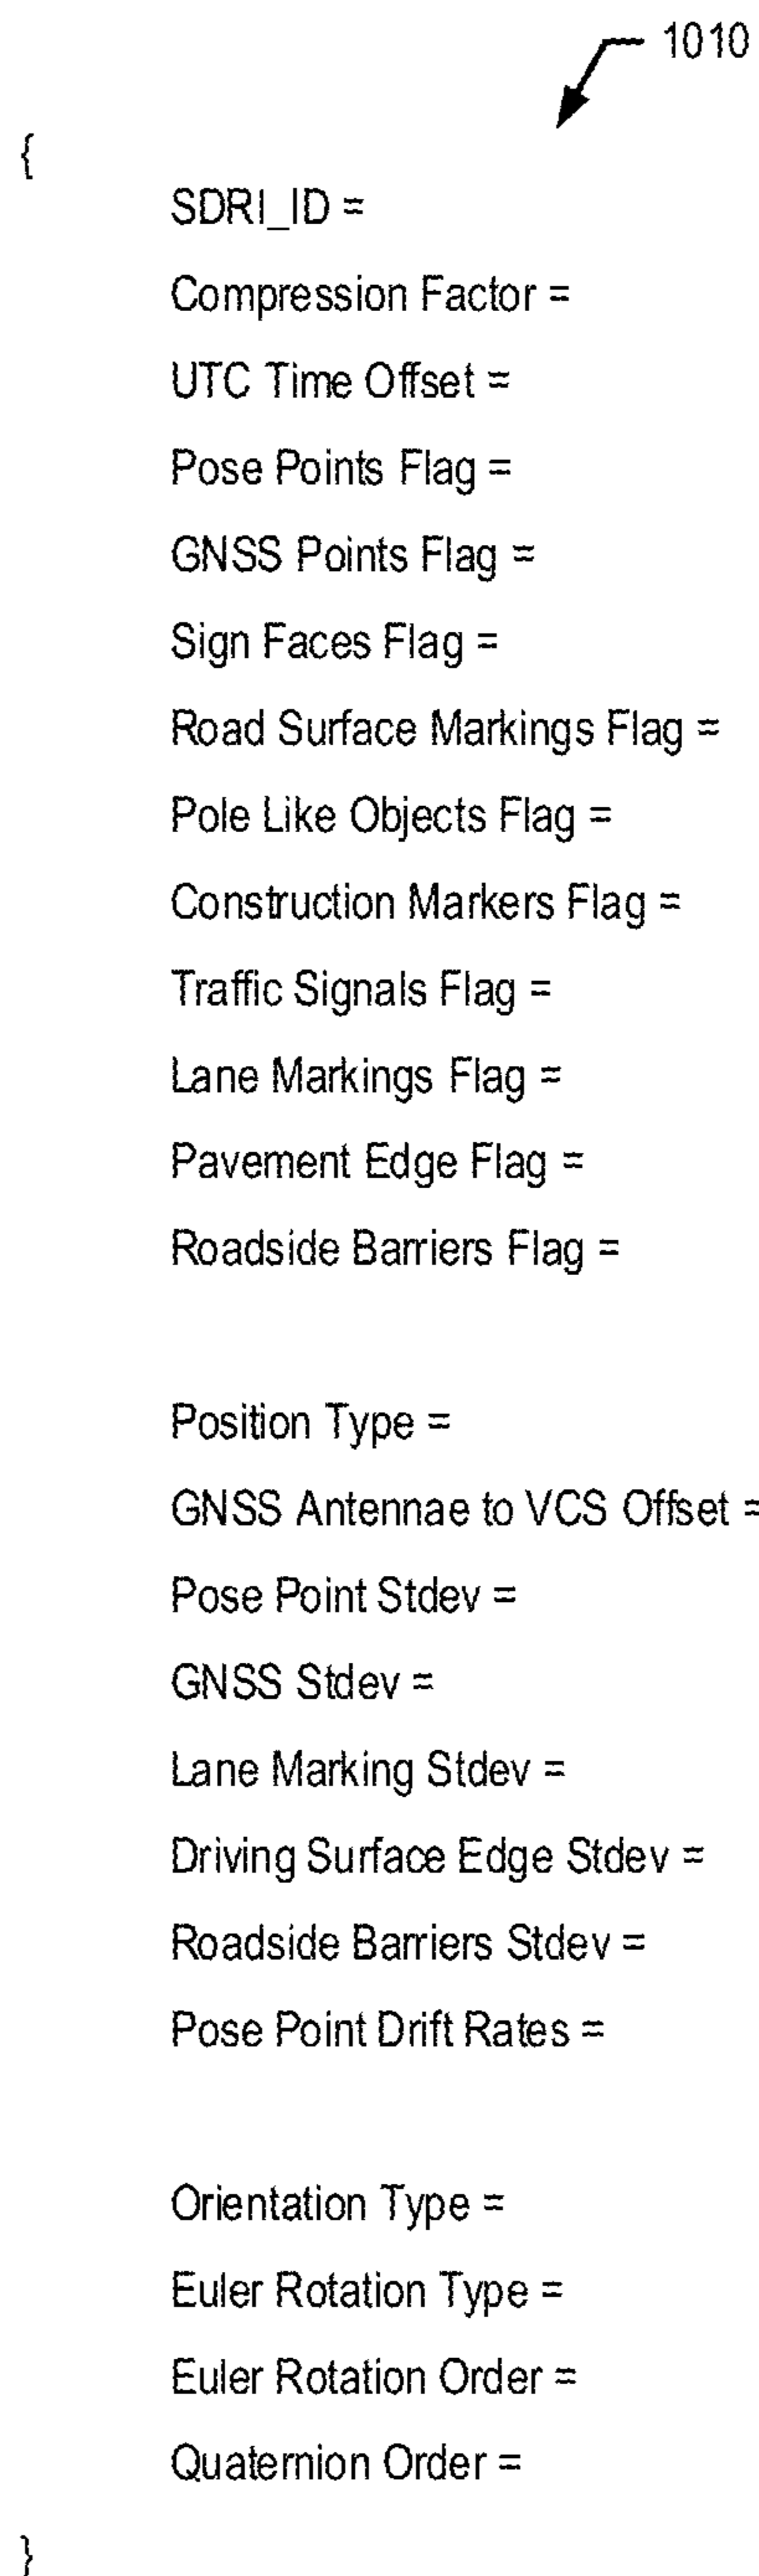 1010
{
SDRI_ID =
Compression Factor =
UTC Time Offset =
Pose Points Flag =
GNSS Points Flag =
Sign Faces Flag =
Road Surface Markings Flag =
Pole Like Objects Flag =
Construction Markers Flag =
Traffic Signals Flag =
Lane Markings Flag =
Pavement Edge Flag =
Roadside Barriers Flag =
Position Type =
GNSS Antennae to VCS Offset =
Pose Point Stdev =
GNSS Stdev =
Lane Marking Stdev =
Driving Surface Edge Stdev =
Roadside Barriers Stdev =
Pose Point Drift Rates =
Orientation Type =
Euler Rotation Type =
Euler Rotation Order =
Quaternion Order =
}